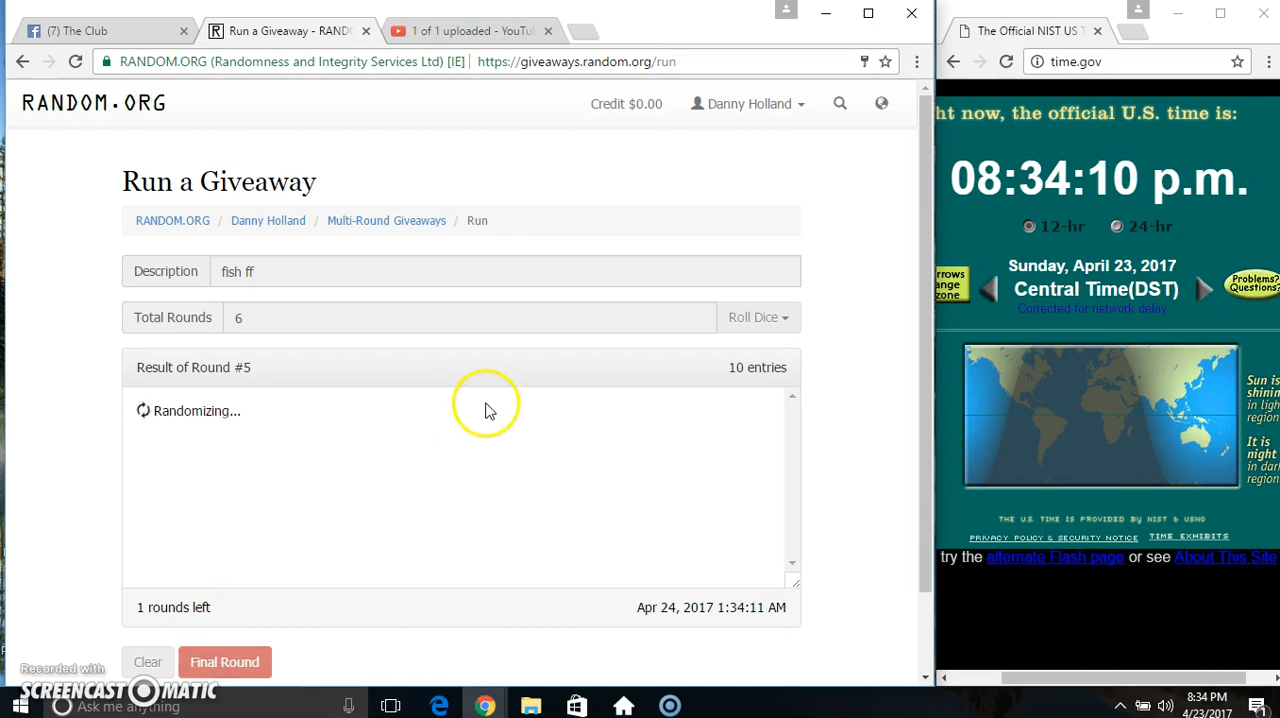 (7) The Club
Run a Giveaway - RAND
1 of 1 uploaded - YouTu
RANDOM.ORG (Randomness and Integrity Services Ltd) [IE]
https://giveaways.random.org/run
RANDOM.ORG
Credit $0.00
Danny Holland
Run a Giveaway
RANDOM.ORG / Danny Holland / Multi-Round Giveaways / Run
Description
fish ff
Total Rounds
6
Roll Dice
Result of Round #5
10 entries
Randomizing...
1 rounds left
Apr 24, 2017 1:34:11 AM
Clear
Final Round
Recorded with
SCREENCAST-O-MATIC
Ask me anything
The Official NIST US T
time.gov
ht now, the official U.S. time is:
08:34:10 p.m.
12-hr
24-hr
Sunday, April 23, 2017
Central Time(DST)
Corrected for network delay
rrows
ange
zone
Problems?
Questions?
Sun is
shining
in ligh
region
It is
night
in dar
region
THE U.S. TIME IS PROVIDED BY NIST & USNO
PRIVACY POLICY & SECURITY NOTICE
TIME EXHIBITS
try the alternate Flash page or see About This Site
8:34 PM
4/23/2017